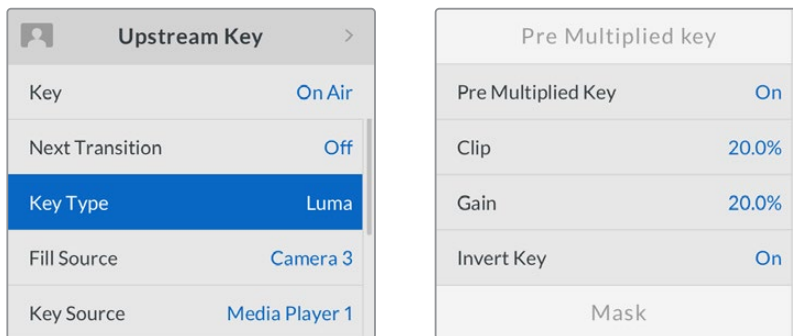 Upstream Key
Key On Air
Next Transition Off
Key Type Luma
Fill Source Camera 3
Key Source Media Player 1
Pre Multiplied key
Pre Multiplied Key On
Clip 20.0%
Gain 20.0%
Invert Key On
Mask